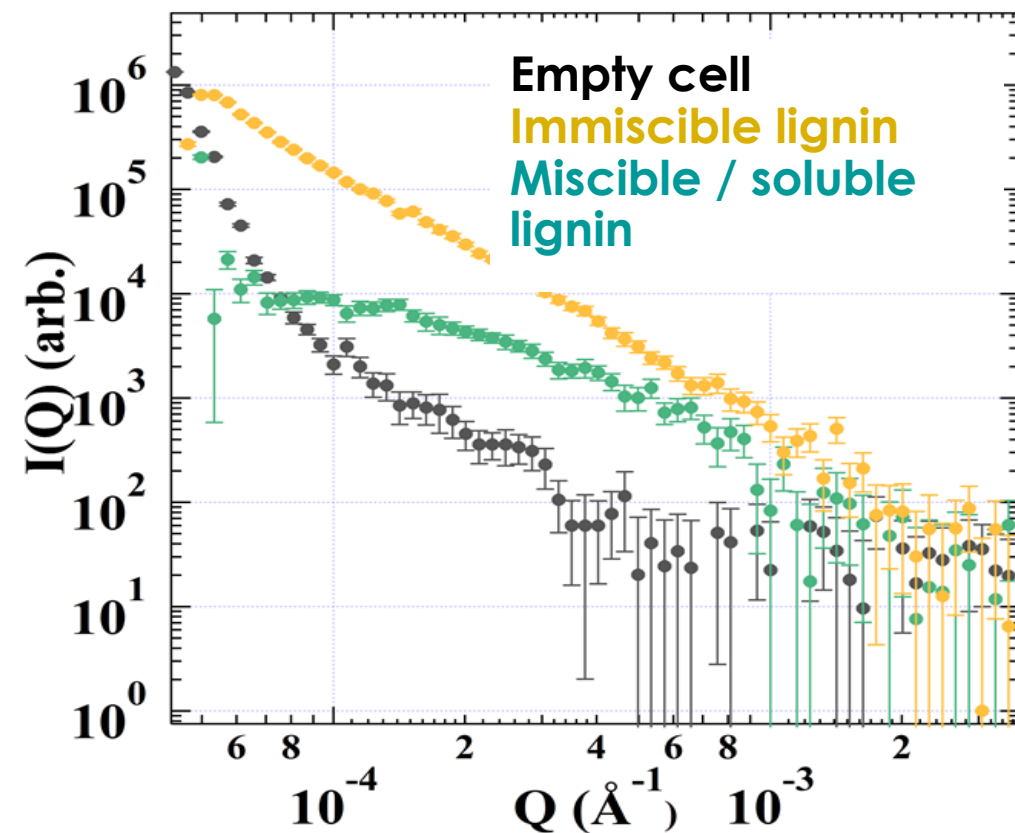 Empty cell
Immiscible lignin
Miscible / soluble
lignin
I(Q) (arb.)
10^6
10^5
10^4
10^3
10^2
10^1
10^0
6 8 2 4 6 8 2
10^-4 Q (Å^-1) 10^-3